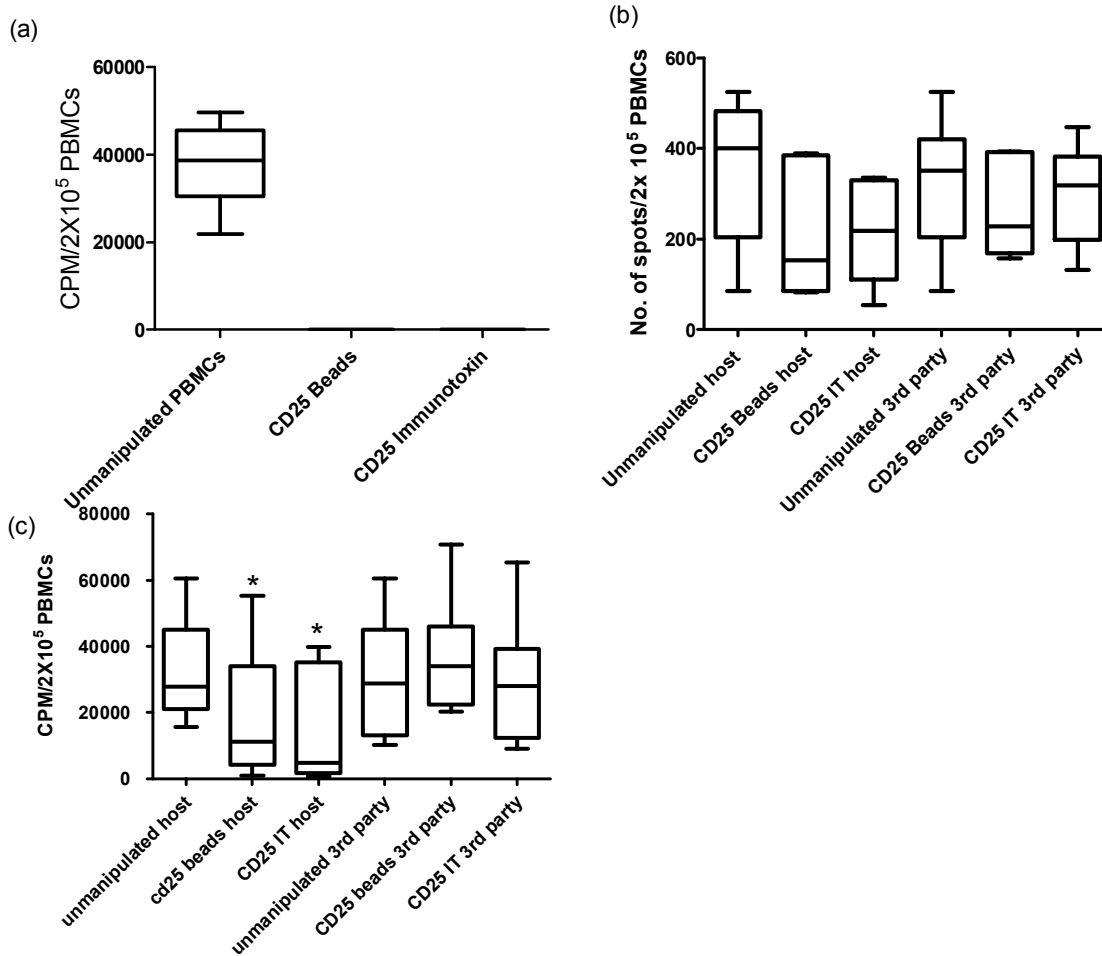 (a)
CPM/2X10⁵ PBMCs
60000
40000
20000
0
Unmanipulated PBMCs
CD25 Beads
CD25 Immunotoxin
(b)
No. of spots/2x 10⁵ PBMCs
600
400
200
0
Unmanipulated host
CD25 Beads host
CD25 IT host
Unmanipulated 3rd party
CD25 Beads 3rd party
CD25 IT 3rd party
(c)
CPM/2X10⁵ PBMCs
80000
60000
40000
20000
0
*
*
unmanipulated host
cd25 beads host
CD25 IT host
unmanipulated 3rd party
CD25 beads 3rd party
CD25 IT 3rd party